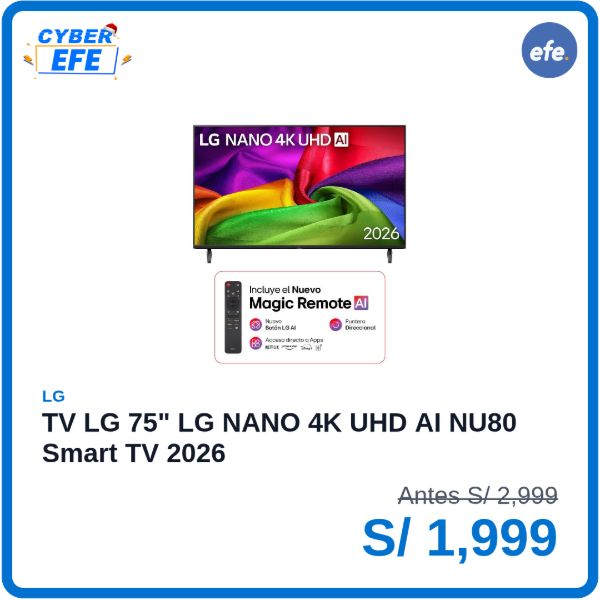 CYBER
EFE
efe.
LG NANO 4K UHD AI
2026
Incluye el Nuevo
Magic Remote AI
Nuevo
Botón LG AI
Puntero
Direccional
Acceso directo a Apps
NETFLIX
LG
TV LG 75" LG NANO 4K UHD AI NU80
Smart TV 2026
Antes S/ 2,999
S/ 1,999